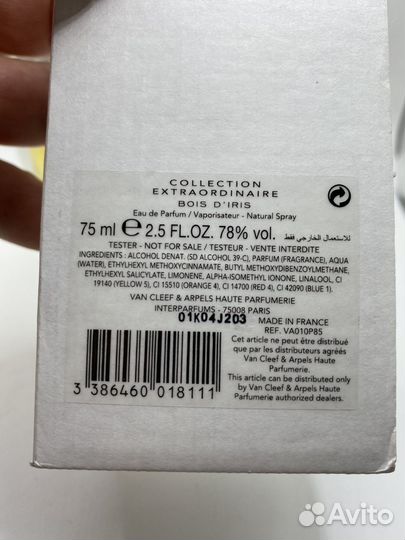 COLLECTION
EXTRAORDINAIRE
BOIS D'IRIS
Eau de Parfum / Vaporisateur - Natural Spray
75 ml ℮ 2.5 FL.OZ. 78% vol. للاستعمال الخارجي فقط
TESTER - NOT FOR SALE / TESTEUR - VENTE INTERDITE
INGREDIENTS : ALCOHOL DENAT. (SD ALCOHOL 39-C), PARFUM (FRAGRANCE), AQUA
(WATER), ETHYLHEXYL METHOXYCINNAMATE, BUTYL METHOXYDIBENZOYLMETHANE,
ETHYLHEXYL SALICYLATE, LIMONENE, ALPHA-ISOMETHYL IONONE, LINALOOL, CI
19140 (YELLOW 5), CI 15510 (ORANGE 4), CI 14700 (RED 4), CI 42090 (BLUE 1).
VAN CLEEF & ARPELS HAUTE PARFUMERIE
INTERPARFUMS - 75008 PARIS
01K04J203 MADE IN FRANCE
REF. VA010P85
Cet article ne peut être distribué
que par les distributeurs agréés
Van Cleef & Arpels Haute
Parfumerie.
This article can be distributed only
by Van Cleef & Arpels Haute
Parfumerie authorized dealers.
3 386460 018111
Avito